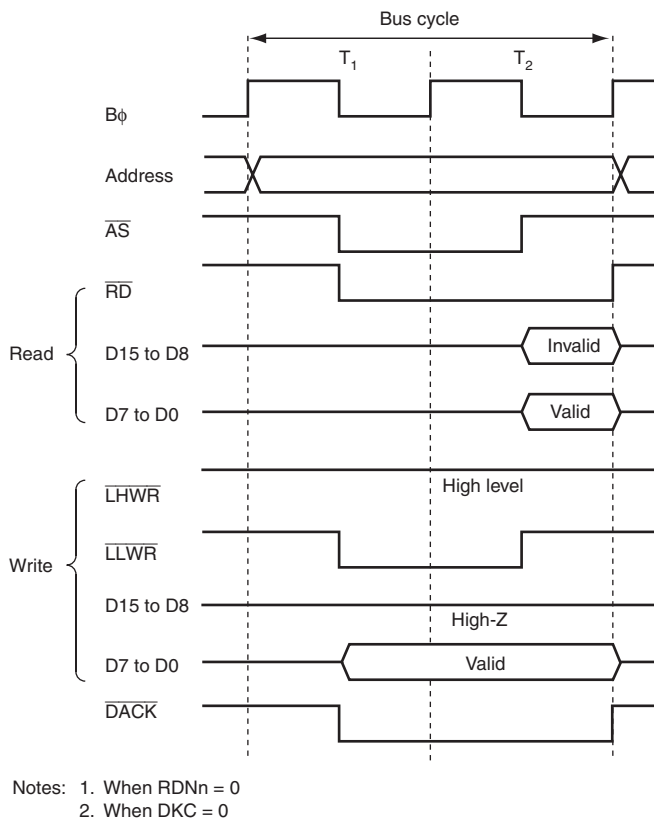 Bus cycle
T1 T2
Bφ
Address
AS
RD
Read
D15 to D8 Invalid
D7 to D0 Valid
LHWR High level
LLWR
Write
D15 to D8 High-Z
D7 to D0 Valid
DACK
Notes: 1. When RDNn = 0
2. When DKC = 0